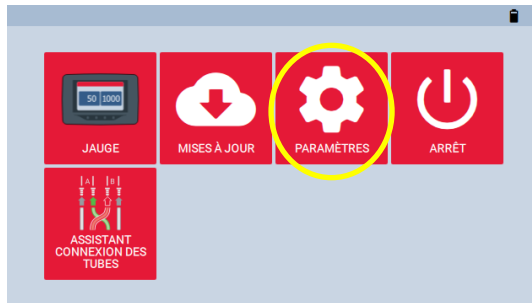 50 1000
JAUGE
MISES À JOUR
PARAMÈTRES
ARRÊT
A B
ASSISTANT
CONNEXION DES
TUBES